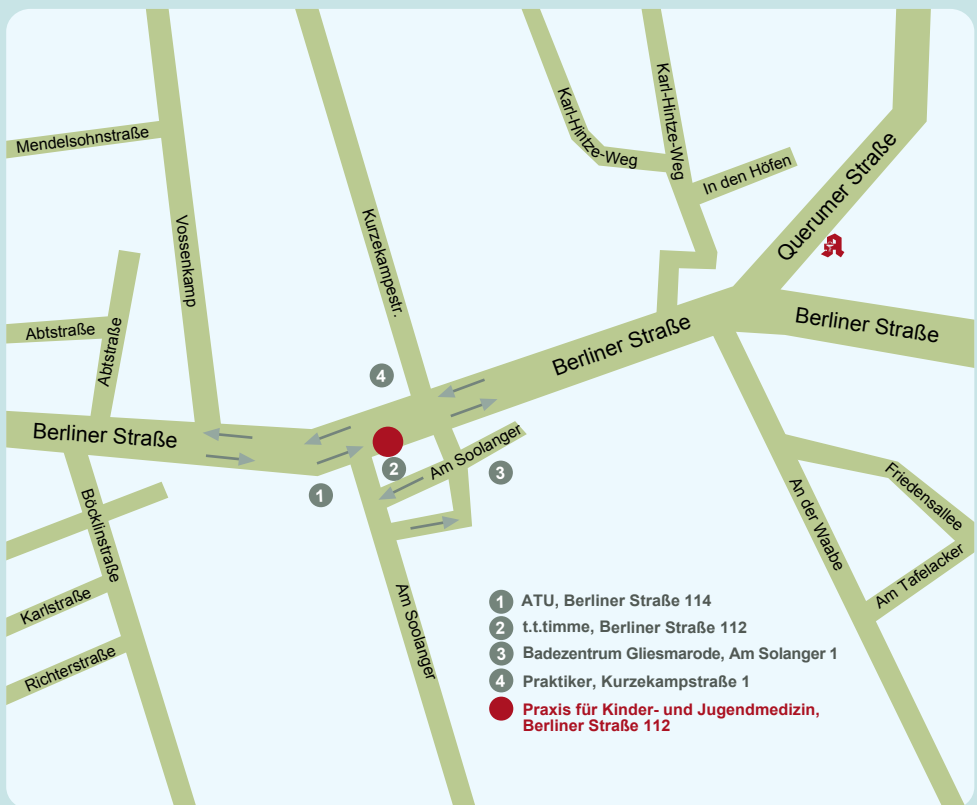 Mendelsohnstraße
Vossenkamp
Kurzekampestr.
Karl-Hintze-Weg
Karl-Hintze-Weg
In den Höfen
Querumer Straße
A
Abtstraße
Abtstraße
Berliner Straße
Berliner Straße
Berliner Straße
4
2
1
3
Am Soolanger
Böcklinstraße
Karlstraße
Richterstraße
Am Soolanger
An der Waabe
Friedensallee
Am Tafelacker
1 ATU, Berliner Straße 114
2 t.t.timme, Berliner Straße 112
3 Badezentrum Gliesmarode, Am Solanger 1
4 Praktiker, Kurzekampstraße 1
Praxis für Kinder- und Jugendmedizin,
Berliner Straße 112